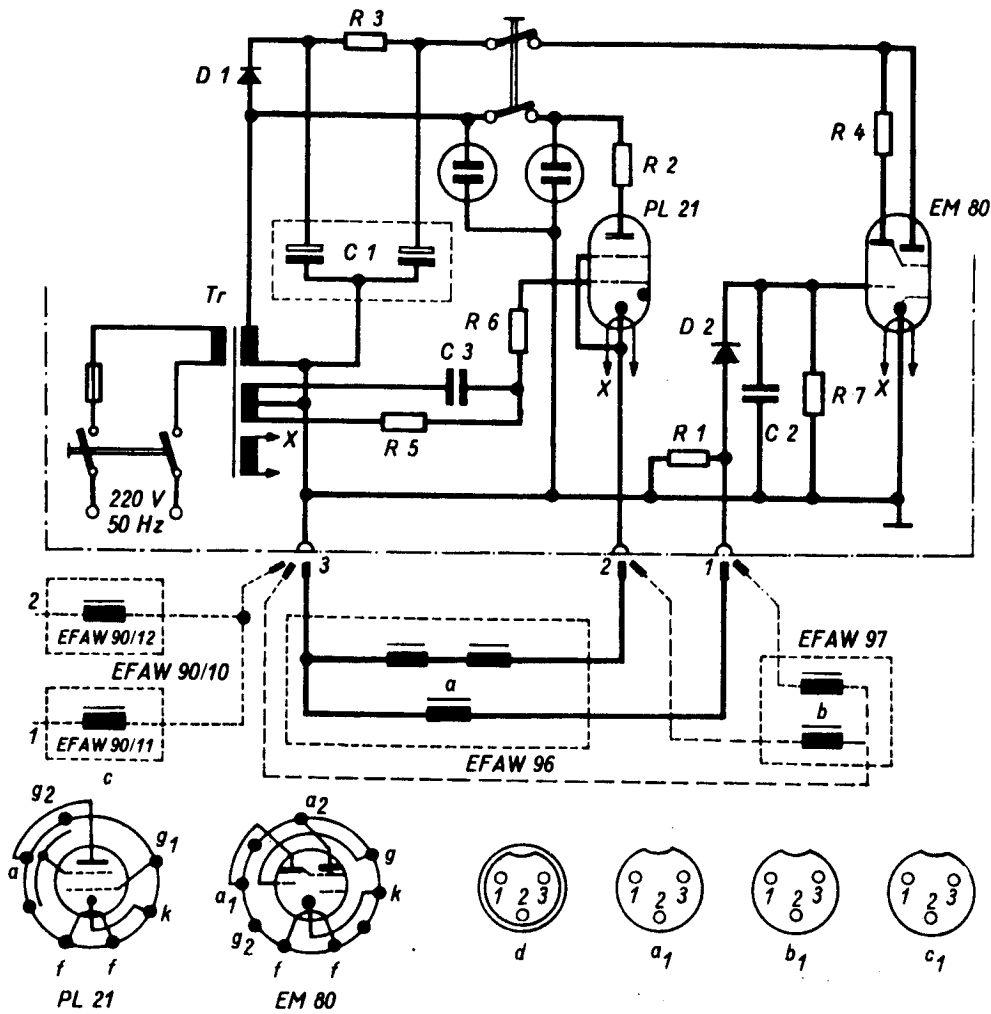 R 3
D 1
R 4
R 2
PL 21
EM 80
C 1
Tr
R 6
D 2
C 3
X
X
R 7
X
R 5
R 1
C 2
220 V
50 Hz
3
2
1
2
EFAW 90/12
EFAW 97
EFAW 90/10
a
b
1
EFAW 90/11
EFAW 96
c
g2
a2
g1
g
a
1 2 3
1 2 3
1 2 3
1 2 3
a1
k
k
g2
d
a1
b1
c1
f f
f f
PL 21
EM 80